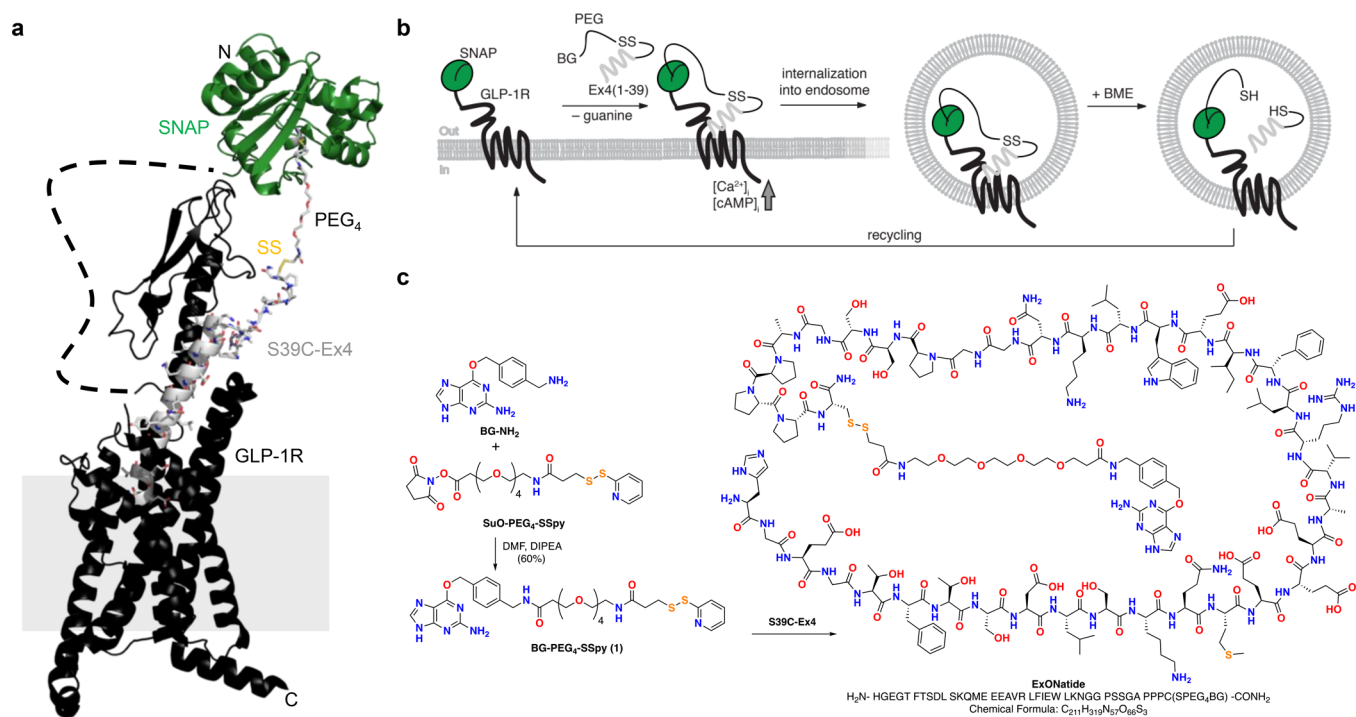 a
N
SNAP
PEG4
SS
S39C-Ex4
GLP-1R
C
b
PEG
BG
SS
SNAP
GLP-1R
Ex4(1-39)
– guanine
SS
Out
In
[Ca2+]i
[cAMP]i
internalization
into endosome
SS
+ BME
SH
HS
recycling
c
BG-NH2
+
SuO-PEG4-SSpy
DMF, DIPEA
(60%)
BG-PEG4-SSpy (1)
S39C-Ex4
ExONatide
H2N- HGEGT FTSDL SKQME EEAVR LFIEW LKNGG PSSGA PPPC(SPEG4BG) -CONH2
Chemical Formula: C211H319N57O66S3